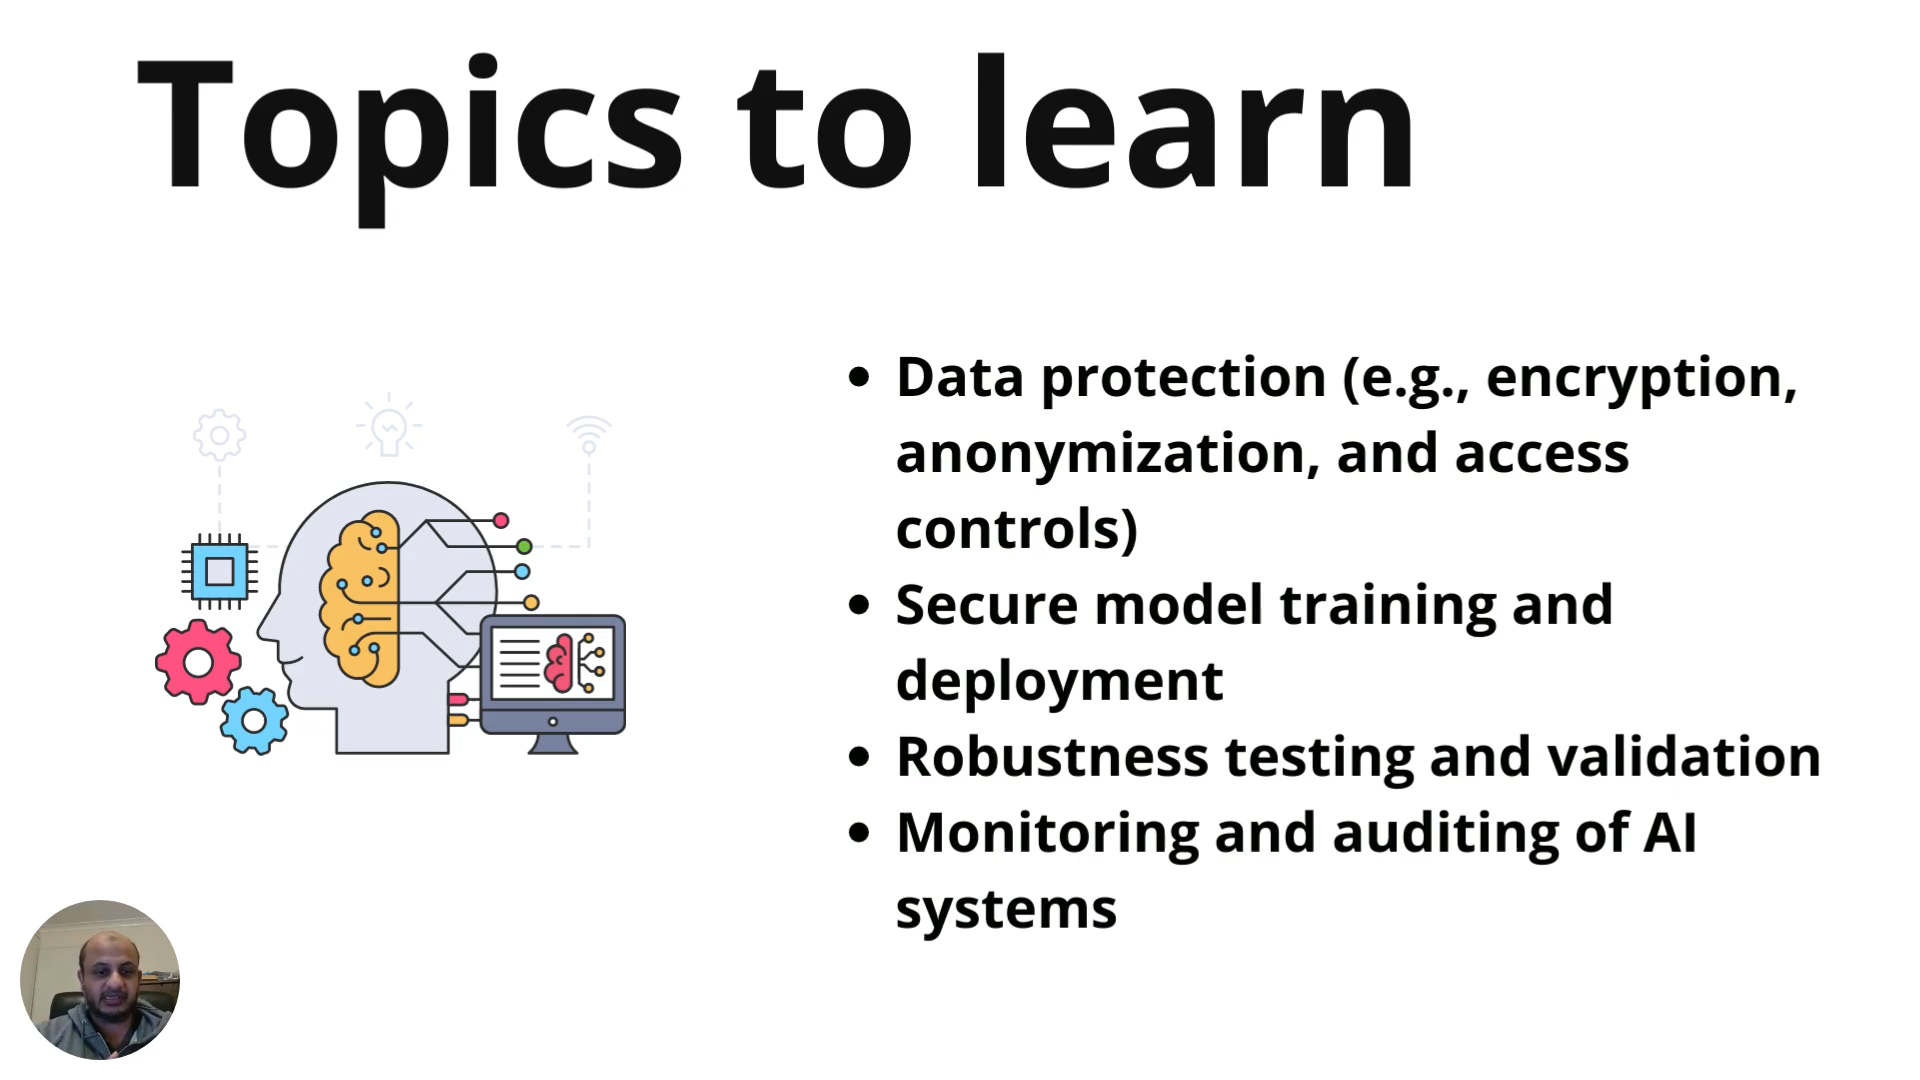 Topics to learn
• Data protection (e.g., encryption,
anonymization, and access
controls)
• Secure model training and
deployment
• Robustness testing and validation
• Monitoring and auditing of AI
systems